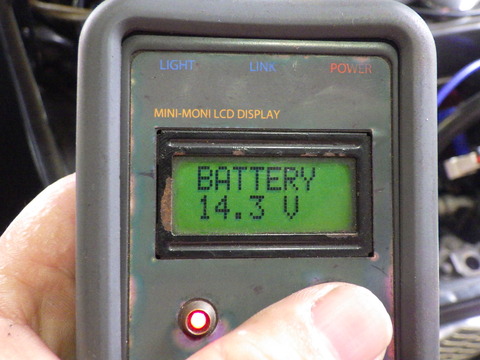 LIGHT LINK POWER
MINI-MONI LCD DISPLAY
BATTERY
14.3 V